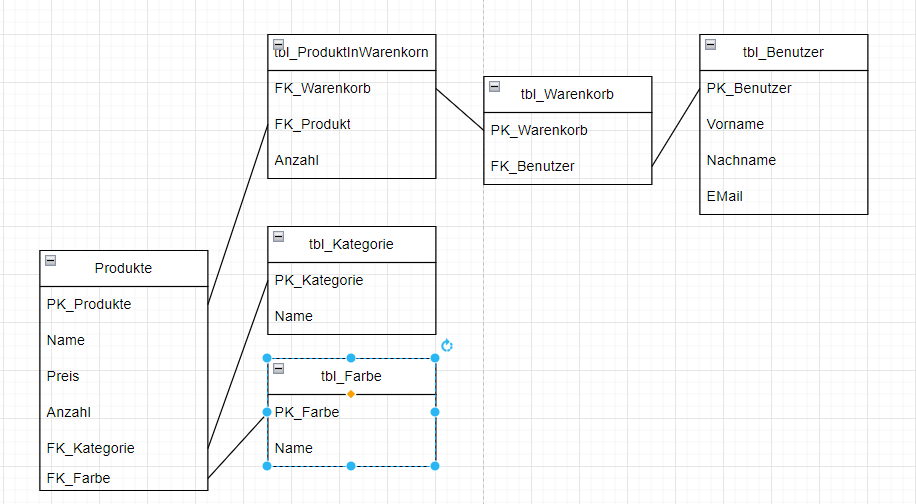 tbl_ProduktInWarenkorn
FK_Warenkorb
FK_Produkt
Anzahl
tbl_Warenkorb
PK_Warenkorb
FK_Benutzer
tbl_Benutzer
PK_Benutzer
Vorname
Nachname
EMail
Produkte
PK_Produkte
Name
Preis
Anzahl
FK_Kategorie
FK_Farbe
tbl_Kategorie
PK_Kategorie
Name
tbl_Farbe
PK_Farbe
Name